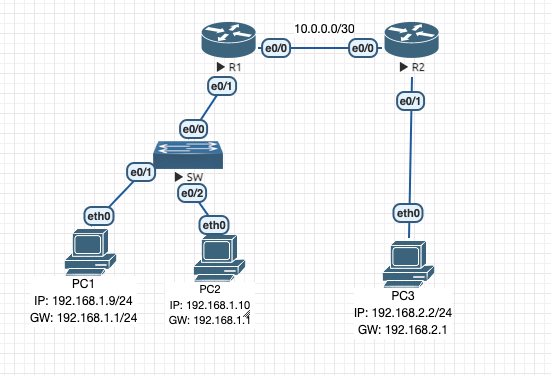 10.0.0.0/30
e0/0
e0/0
R1
R2
e0/1
e0/1
e0/0
e0/1
SW
e0/2
eth0
eth0
eth0
PC1
IP: 192.168.1.9/24
GW: 192.168.1.1/24
PC2
IP: 192.168.1.10
GW: 192.168.1.1
PC3
IP: 192.168.2.2/24
GW: 192.168.2.1